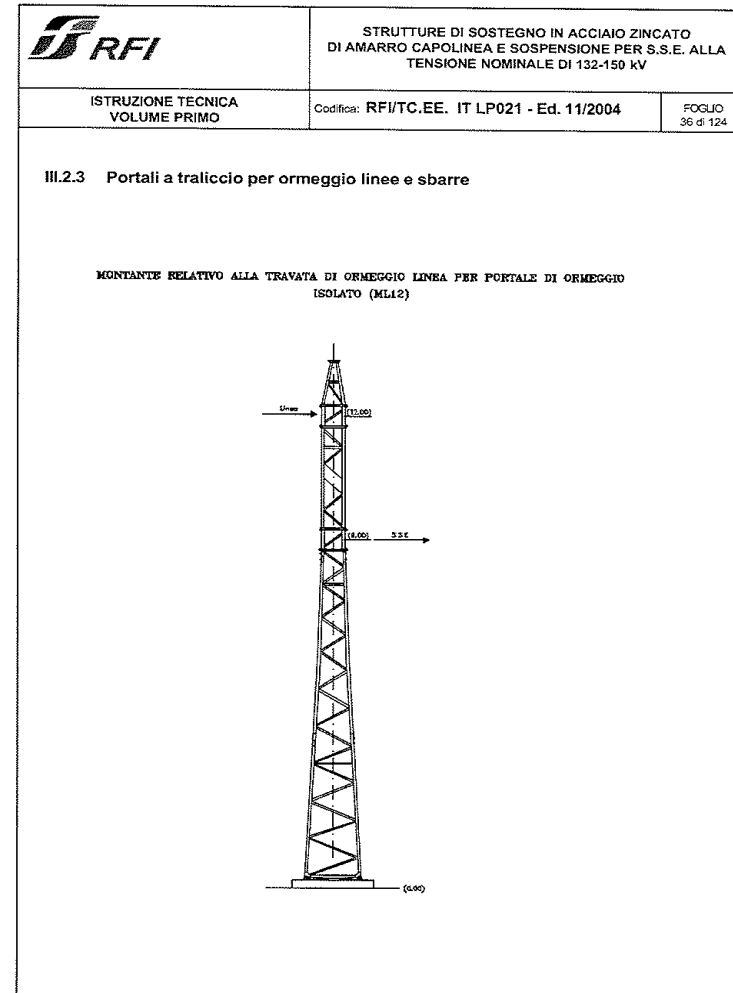 RFI
STRUTTURE DI SOSTEGNO IN ACCIAIO ZINCATO
DI AMARRO CAPOLINEA E SOSPENSIONE PER S.S.E. ALLA
TENSIONE NOMINALE DI 132-150 kV
ISTRUZIONE TECNICA
VOLUME PRIMO
Codifica: RFI/TC.EE. IT LP021 - Ed. 11/2004
FOGLIO
36 di 124
III.2.3 Portali a traliccio per ormeggio linee e sbarre
MONTANTE RELATIVO ALLA TRAVATA DI ORMEGGIO LINEA PER PORTALE DI ORMEGGIO
ISOLATO (ML12)
Linea
(12.00)
(8.00)
S.S.E.
(0.00)